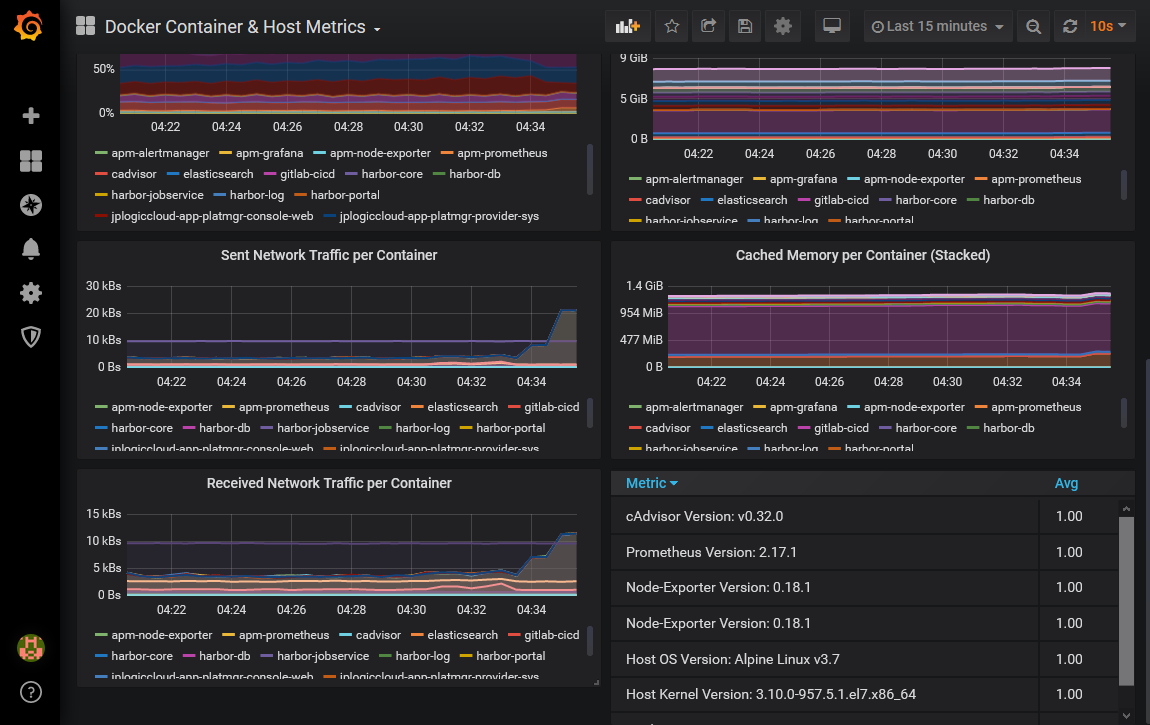 Docker Container & Host Metrics
Last 15 minutes
10s
50%
0%
04:22 04:24 04:26 04:28 04:30 04:32 04:34
apm-alertmanager apm-grafana apm-node-exporter apm-prometheus
cadvisor elasticsearch gitlab-cicd harbor-core harbor-db
harbor-jobservice harbor-log harbor-portal
jplogiccloud-app-platmgr-console-web jplogiccloud-app-platmgr-provider-sys
9 GiB
5 GiB
0 B
04:22 04:24 04:26 04:28 04:30 04:32 04:34
apm-alertmanager apm-grafana apm-node-exporter apm-prometheus
cadvisor elasticsearch gitlab-cicd harbor-core harbor-db
harbor-jobservice harbor-log harbor-portal
Sent Network Traffic per Container
30 kBs
20 kBs
10 kBs
0 Bs
04:22 04:24 04:26 04:28 04:30 04:32 04:34
apm-node-exporter apm-prometheus cadvisor elasticsearch gitlab-cicd
harbor-core harbor-db harbor-jobservice harbor-log harbor-portal
jplogiccloud-app-platmgr-console-web jplogiccloud-app-platmgr-provider-sys
Cached Memory per Container (Stacked)
1.4 GiB
954 MiB
477 MiB
0 B
04:22 04:24 04:26 04:28 04:30 04:32 04:34
apm-alertmanager apm-grafana apm-node-exporter apm-prometheus
cadvisor elasticsearch gitlab-cicd harbor-core harbor-db
harbor-jobservice harbor-log harbor-portal
Received Network Traffic per Container
15 kBs
10 kBs
5 kBs
0 Bs
04:22 04:24 04:26 04:28 04:30 04:32 04:34
apm-node-exporter apm-prometheus cadvisor elasticsearch gitlab-cicd
harbor-core harbor-db harbor-jobservice harbor-log harbor-portal
jplogiccloud-app-platmgr-console-web jplogiccloud-app-platmgr-provider-sys
Metric Avg
cAdvisor Version: v0.32.0 1.00
Prometheus Version: 2.17.1 1.00
Node-Exporter Version: 0.18.1 1.00
Node-Exporter Version: 0.18.1 1.00
Host OS Version: Alpine Linux v3.7 1.00
Host Kernel Version: 3.10.0-957.5.1.el7.x86_64 1.00